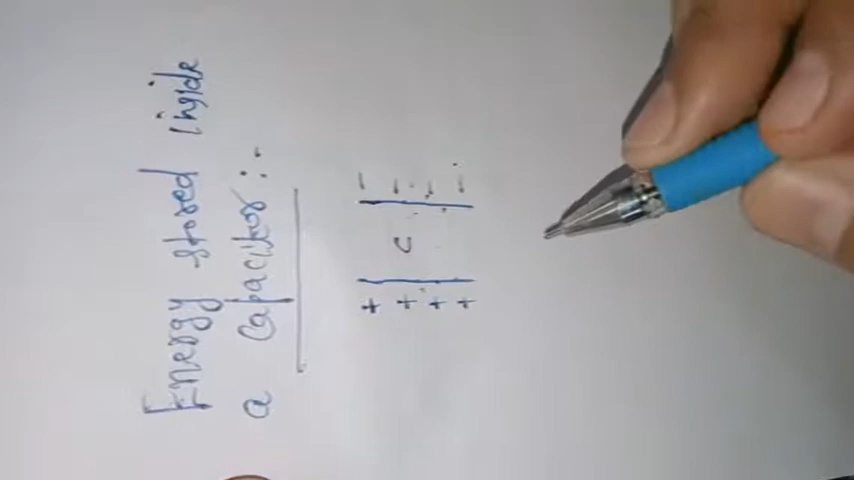 Energy stored inside
a capacitor :-
- - - -
C
+ + + +